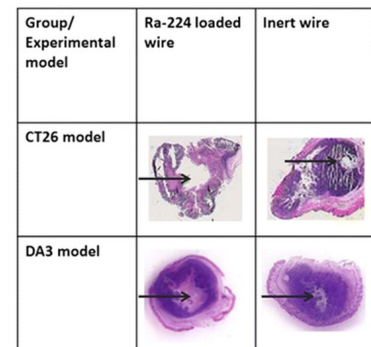 Group/
Experimental
model
Ra-224 loaded
wire
Inert wire
CT26 model
DA3 model